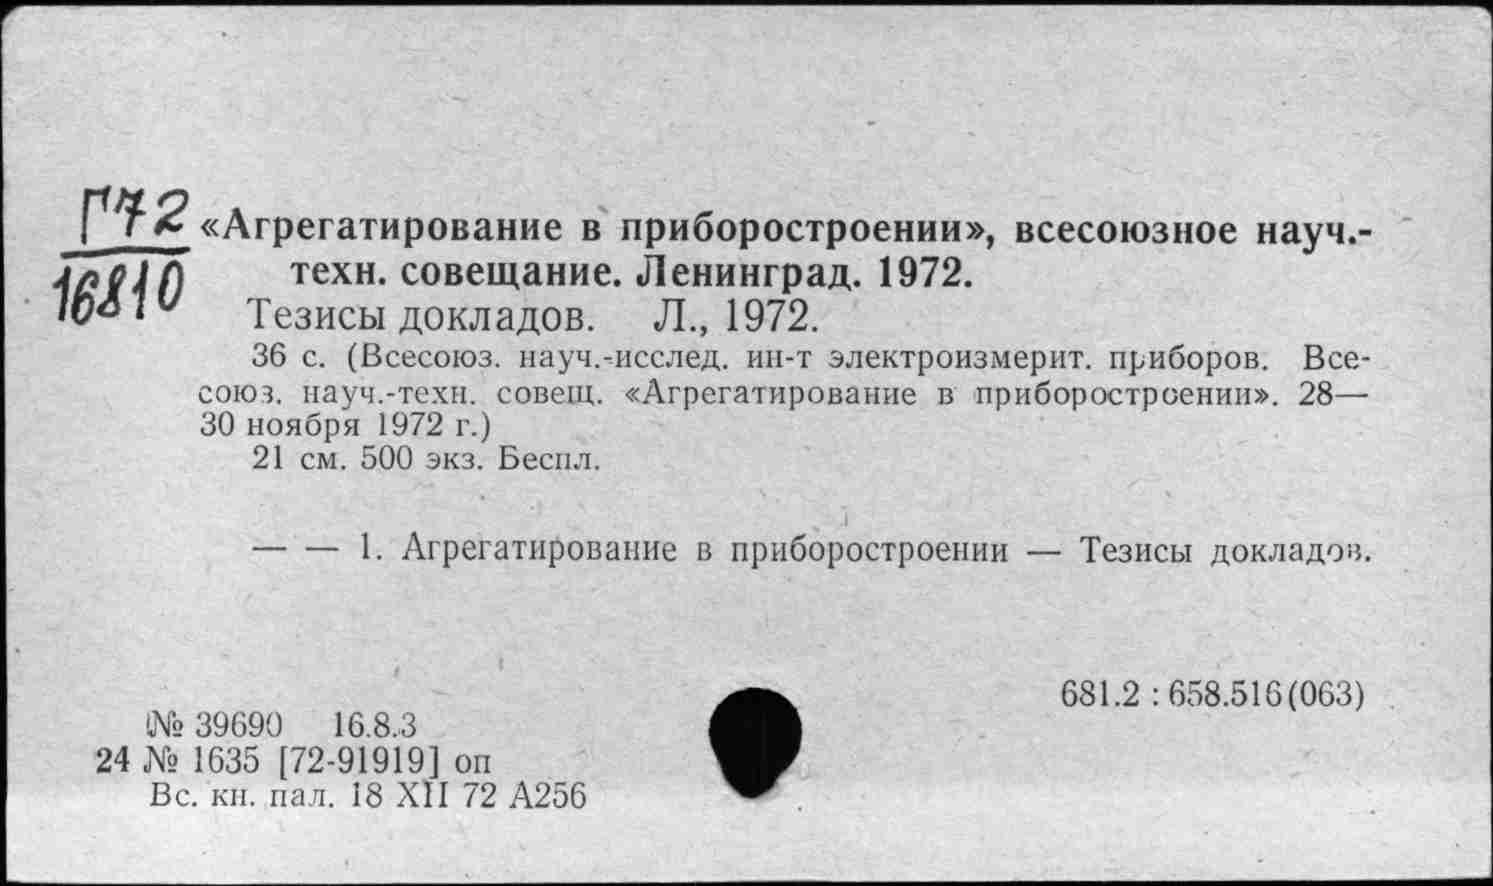 Г72
16810
«Агрегатирование в приборостроении», всесоюзное науч.-
техн. совещание. Ленинград. 1972.
Тезисы докладов. Л., 1972.
36 с. (Всесоюз. науч.-исслед. ин-т электроизмерит. приборов. Все-
союз. науч.-техн. совещ. «Агрегатирование в приборостроении». 28—
30 ноября 1972 г.)
21 см. 500 экз. Беспл.
— — 1. Агрегатирование в приборостроении — Тезисы докладов.
681.2 : 658.516(063)
№ 39690 16.8.3
24 № 1635 [72-91919] оп
Вс. кн. пал. 18 XII 72 А256